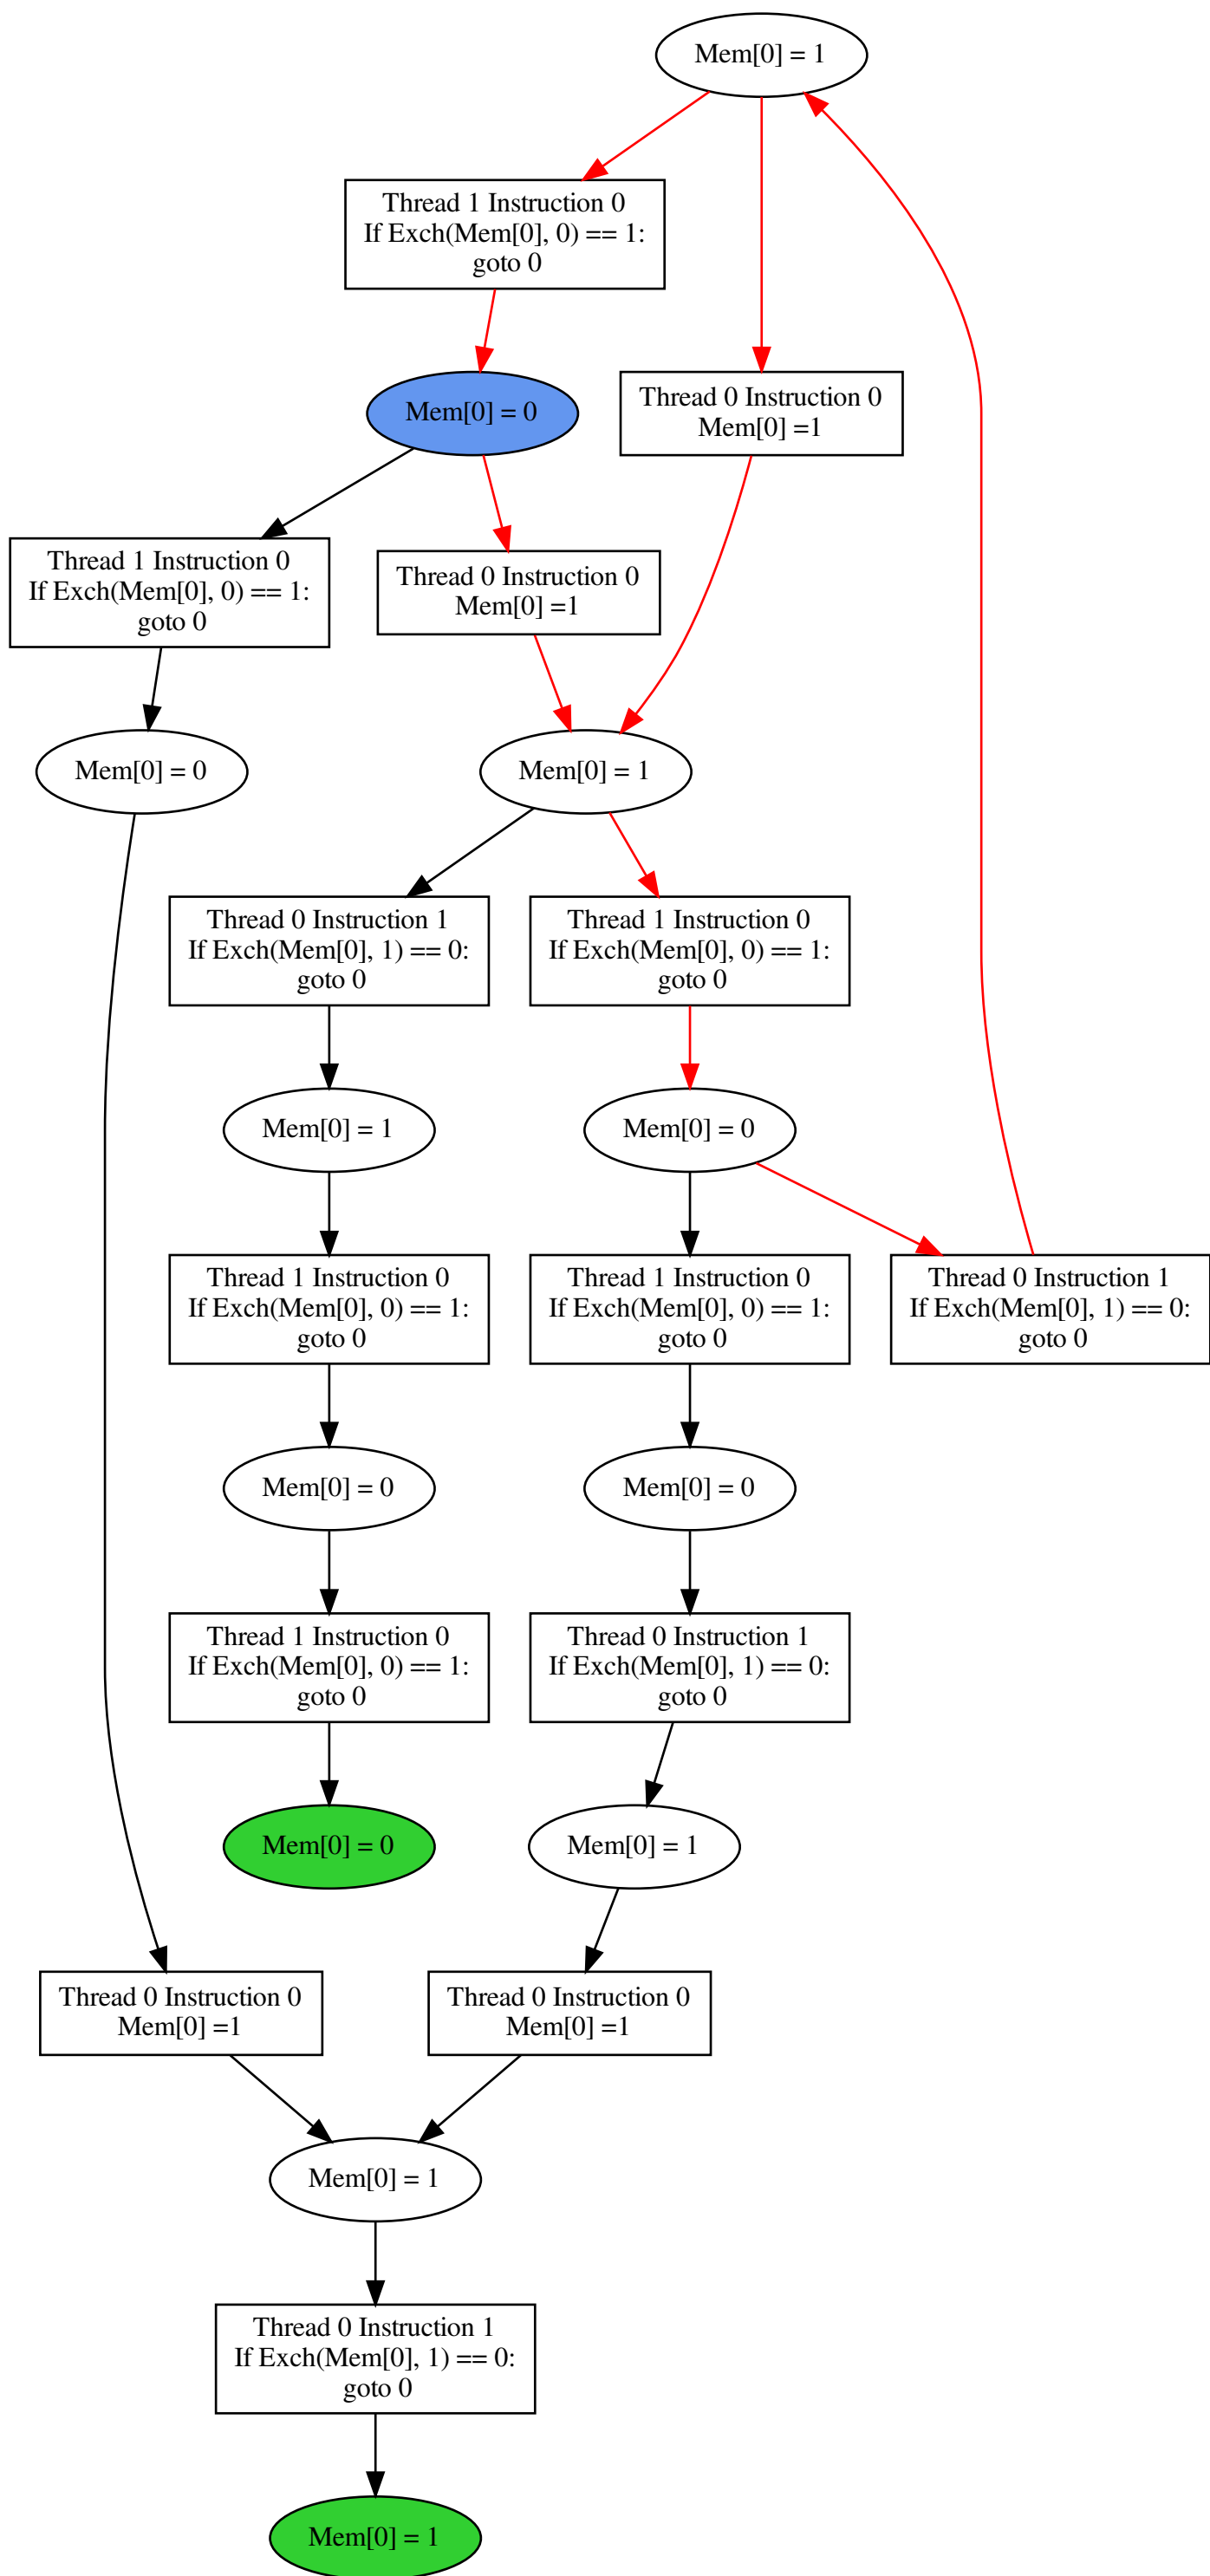 Mem[0] = 1
Thread 1 Instruction 0
If Exch(Mem[0], 0) == 1:
goto 0
Mem[0] = 0
Thread 0 Instruction 0
Mem[0] =1
Thread 1 Instruction 0
If Exch(Mem[0], 0) == 1:
goto 0
Thread 0 Instruction 0
Mem[0] =1
Mem[0] = 0
Mem[0] = 1
Thread 0 Instruction 1
If Exch(Mem[0], 1) == 0:
goto 0
Thread 1 Instruction 0
If Exch(Mem[0], 0) == 1:
goto 0
Mem[0] = 1
Mem[0] = 0
Thread 1 Instruction 0
If Exch(Mem[0], 0) == 1:
goto 0
Thread 1 Instruction 0
If Exch(Mem[0], 0) == 1:
goto 0
Thread 0 Instruction 1
If Exch(Mem[0], 1) == 0:
goto 0
Mem[0] = 0
Mem[0] = 0
Thread 1 Instruction 0
If Exch(Mem[0], 0) == 1:
goto 0
Thread 0 Instruction 1
If Exch(Mem[0], 1) == 0:
goto 0
Mem[0] = 0
Mem[0] = 1
Thread 0 Instruction 0
Mem[0] =1
Thread 0 Instruction 0
Mem[0] =1
Mem[0] = 1
Thread 0 Instruction 1
If Exch(Mem[0], 1) == 0:
goto 0
Mem[0] = 1